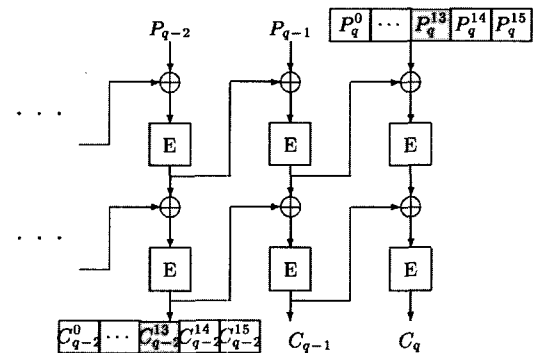 P_{q-2} P_{q-1} P_q^0 ... P_q^{13} P_q^{14} P_q^{15}
. . .
E E E
. . .
E E E
C_{q-2}^0 ... C_{q-2}^{13} C_{q-2}^{14} C_{q-2}^{15} C_{q-1} C_q